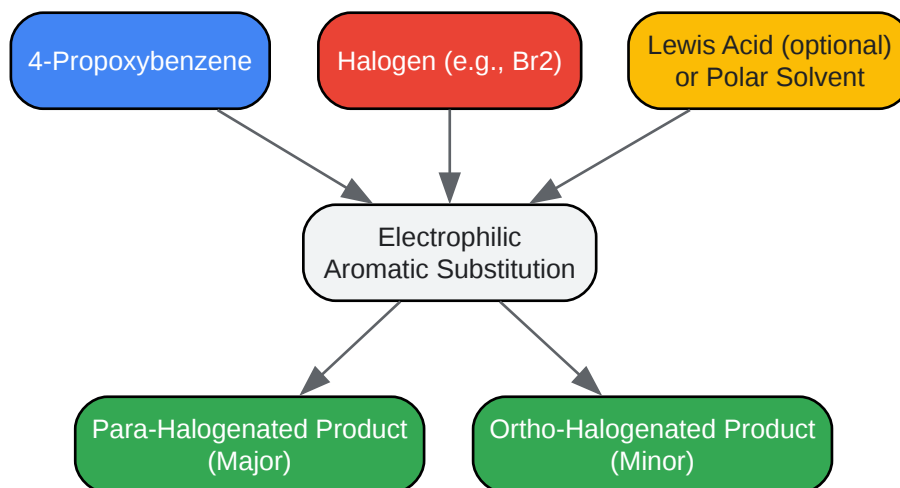 4-Propoxybenzene
Halogen (e.g., Br2)
Lewis Acid (optional)
or Polar Solvent
Electrophilic
Aromatic Substitution
Para-Halogenated Product
(Major)
Ortho-Halogenated Product
(Minor)